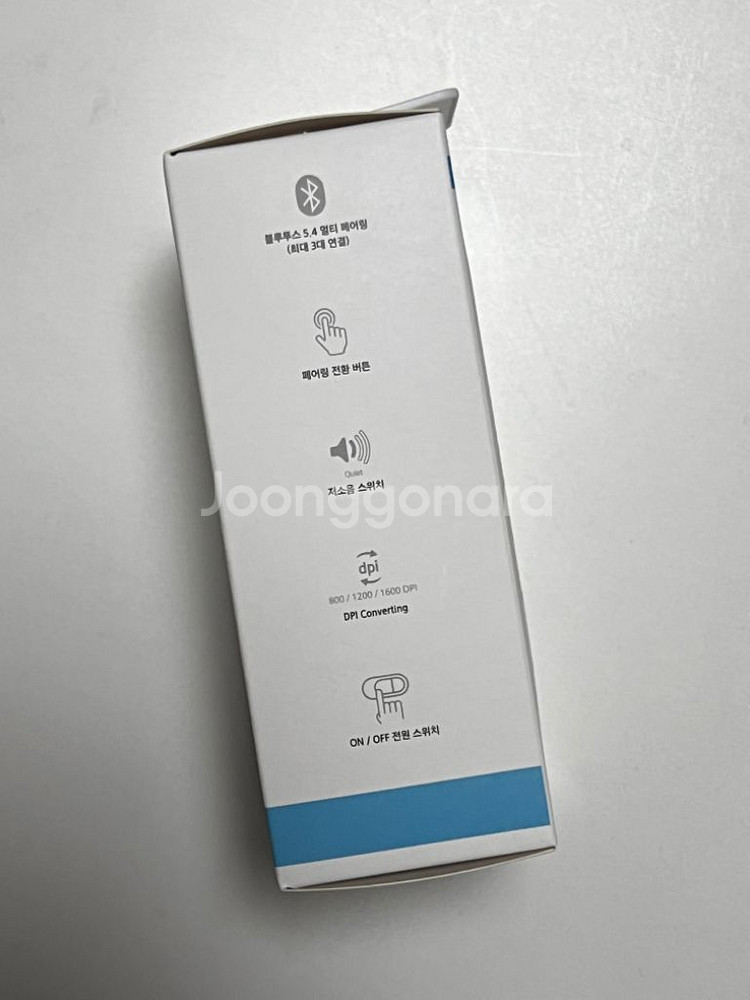 블루투스 5.4 멀티 페어링
(최대 3대 연결)
페어링 전환 버튼
Quiet
저소음 스위치
Joonggonara
dpi
800 / 1200 / 1600 DPI
DPI Converting
ON / OFF 전원 스위치